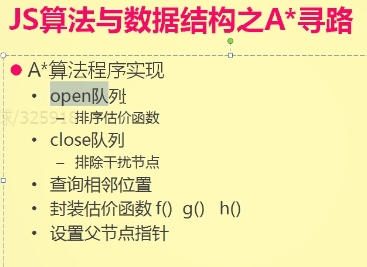 JS算法与数据结构之A*寻路
A*算法程序实现
open队列
排序估价函数
close队列
排除干扰节点
查询相邻位置
封装估价函数 f() g() h()
设置父节点指针